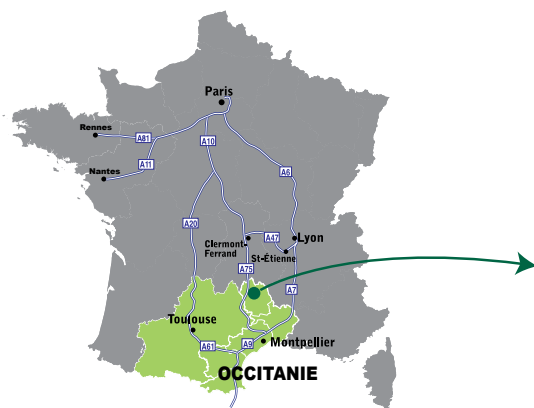 Paris
Rennes
A81
A10
A11
Nantes
A6
A20
Clermont-
Ferrand
A47
Lyon
St-Étienne
A75
A7
Toulouse
A61
A9
Montpellier
OCCITANIE